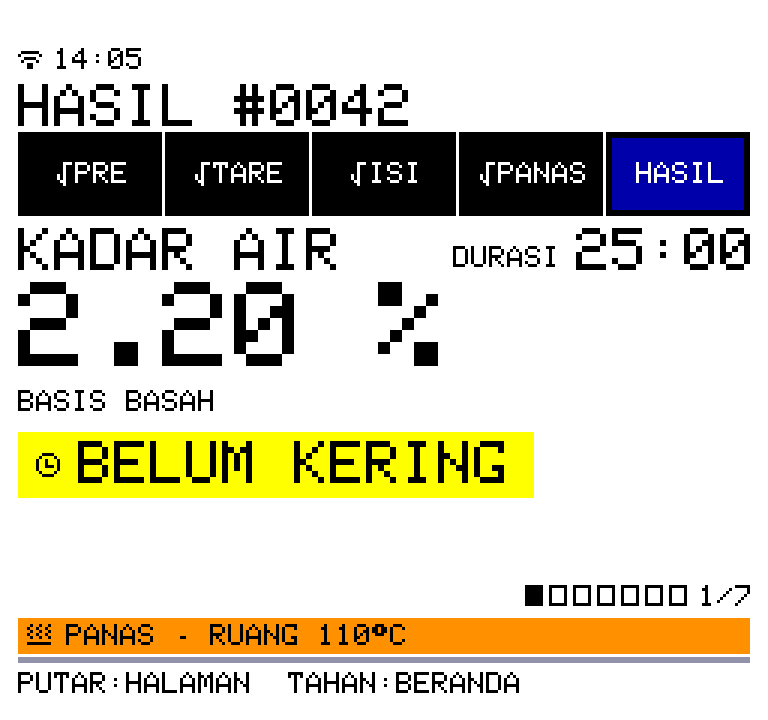 14:05
HASIL #0042
√PRE √TARE √ISI √PANAS HASIL
KADAR AIR DURASI 25:00
2.20 %
BASIS BASAH
BELUM KERING
1/7
PANAS - RUANG 110°C
PUTAR:HALAMAN TAHAN:BERANDA